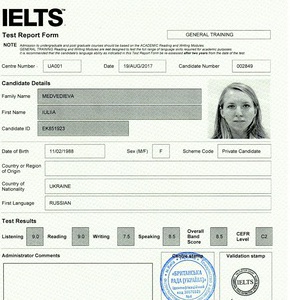 IELTS™
Test Report Form
GENERAL TRAINING
NOTE Admission to undergraduate and post graduate courses should be based on the ACADEMIC Reading and Writing Modules.
GENERAL TRAINING Reading and Writing Modules are not designed to test the full range of language skills required for academic purposes.
It is recommended that the candidate's language ability as indicated in this Test Report Form be re-assessed after two years from the date of the test.
Centre Number UA001 Date 19/AUG/2017 Candidate Number 002849
Candidate Details
Family Name MEDVEDIEVA
First Name IULIIA
Candidate ID EK851923
Date of Birth 11/02/1988 Sex (M/F) F Scheme Code Private Candidate
Country or Region
of Origin
Country of
Nationality UKRAINE
First Language RUSSIAN
Test Results
Listening 9.0 Reading 9.0 Writing 7.5 Speaking 8.5 Overall Band Score 8.5 CEFR Level C2
Administrator Comments
Centre stamp
Validation stamp
IELTS